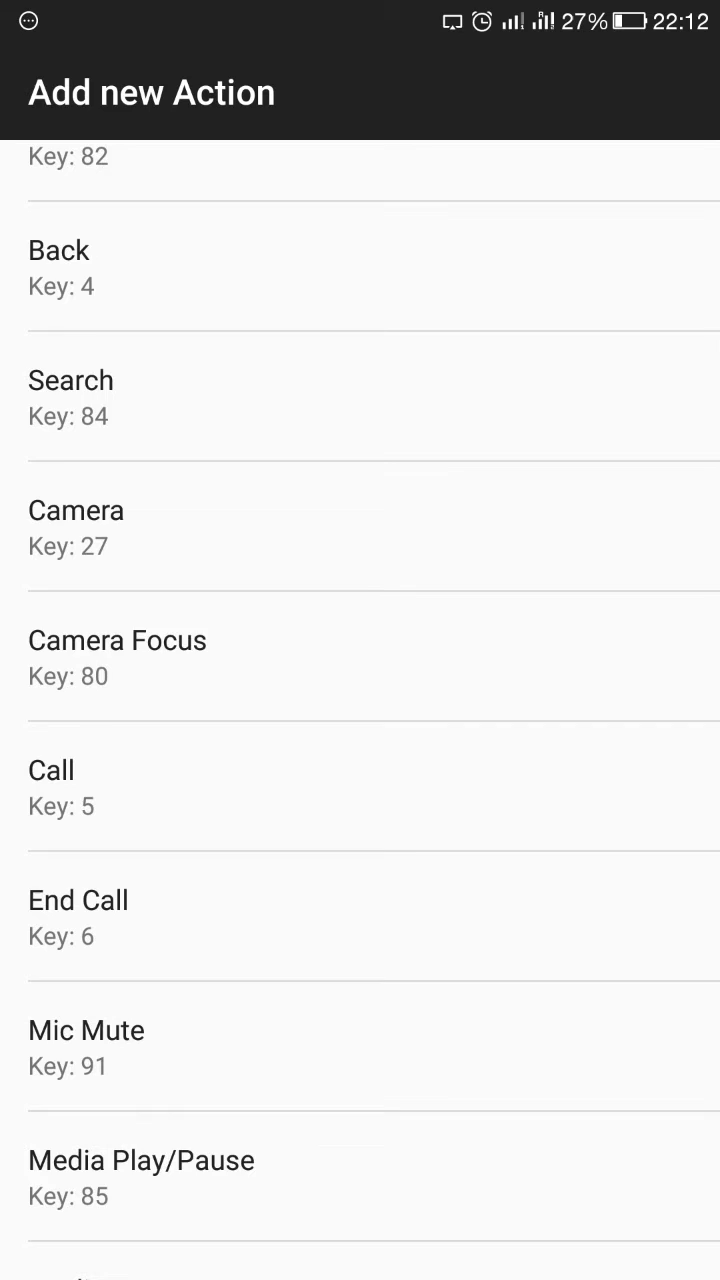 27% 22:12
Add new Action
Key: 82
Back
Key: 4
Search
Key: 84
Camera
Key: 27
Camera Focus
Key: 80
Call
Key: 5
End Call
Key: 6
Mic Mute
Key: 91
Media Play/Pause
Key: 85